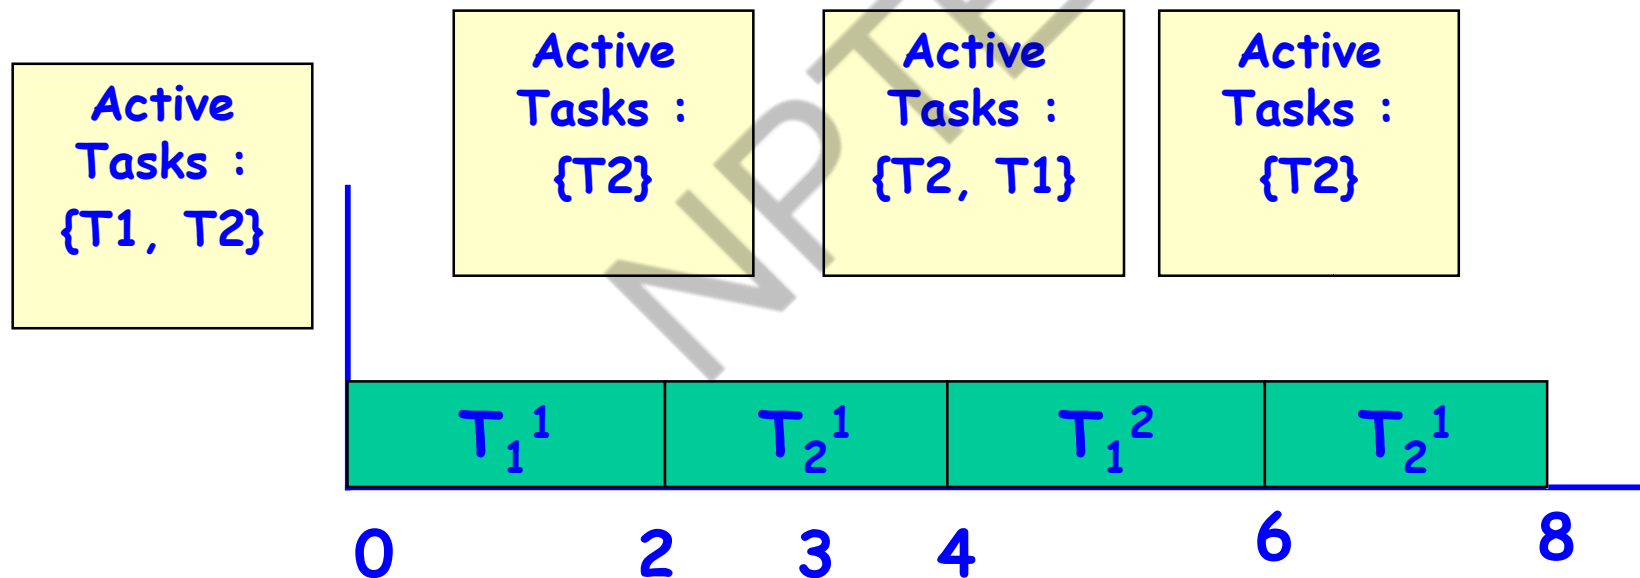 Active
Tasks :
{T1, T2}
Active
Tasks :
{T2}
Active
Tasks :
{T2, T1}
Active
Tasks :
{T2}
NPTE
T₁¹ T₂¹ T₁² T₂¹
0 2 3 4 6 8